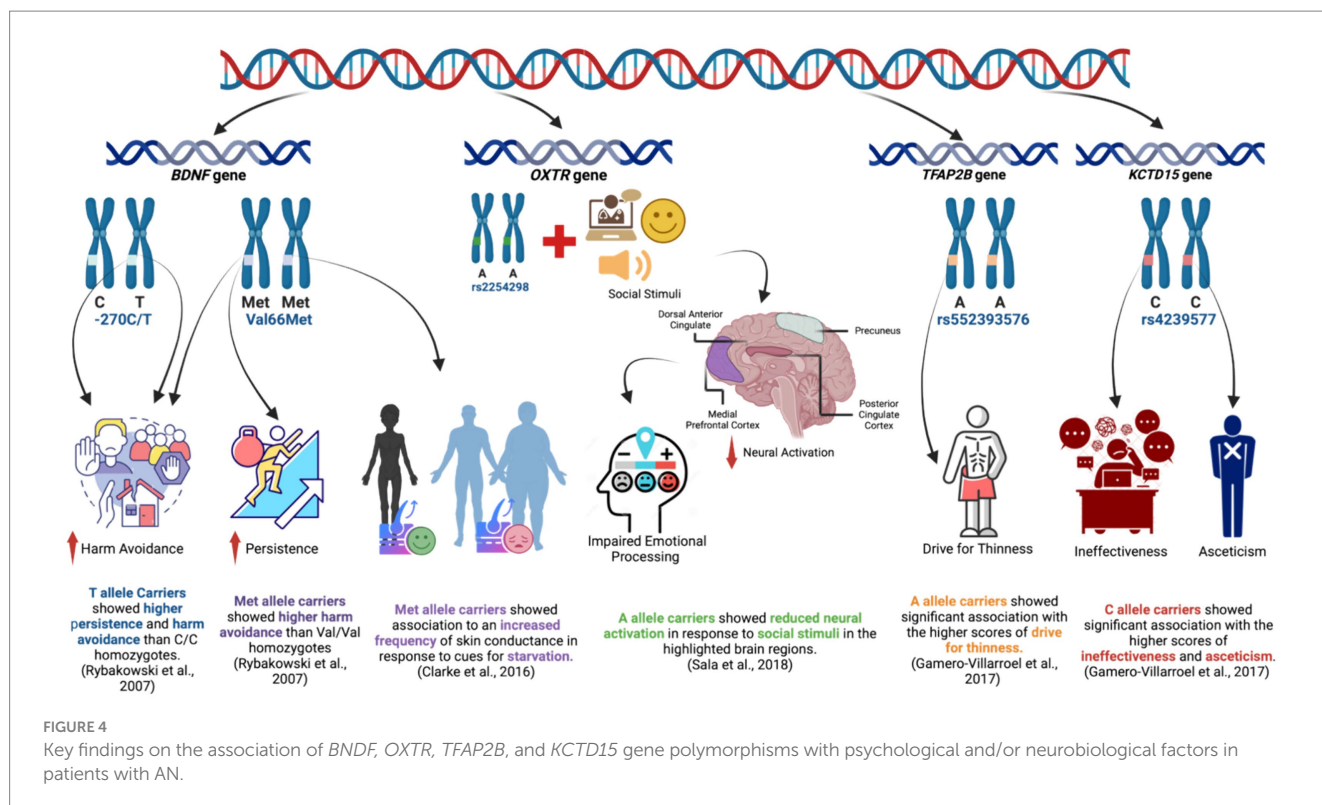 BDNF gene
OXTR gene
TFAP2B gene
KCTD15 gene
C T
-270C/T
Met Met
Val66Met
A A
rs2254298
Social Stimuli
Dorsal Anterior
Cingulate
Precuneus
Medial
Prefrontal Cortex
Posterior
Cingulate
Cortex
Neural Activation
A A
rs552393576
C C
rs4239577
Harm Avoidance
Persistence
Impaired Emotional
Processing
Drive for Thinness
Ineffectiveness
Asceticism
T allele Carriers
showed higher
persistence and harm
avoidance than C/C
homozygotes.
(Rybakowski et al.,
2007)
Met allele carriers
showed higher harm
avoidance than Val/Val
homozygotes
(Rybakowski et al.,
2007)
Met allele carriers showed
association to an increased
frequency of skin conductance in
response to cues for starvation.
(Clarke et al., 2016)
A allele carriers showed reduced neural
activation in response to social stimuli in the
highlighted brain regions.
(Sala et al., 2018)
A allele carriers showed
significant association with
the higher scores of drive
for thinness.
(Gamero-Villarroel et al.,
2017)
C allele carriers showed
significant association with the
higher scores of
ineffectiveness and asceticism.
(Gamero-Villarroel et al., 2017)
FIGURE 4
Key findings on the association of BNDF, OXTR, TFAP2B, and KCTD15 gene polymorphisms with psychological and/or neurobiological factors in
patients with AN.